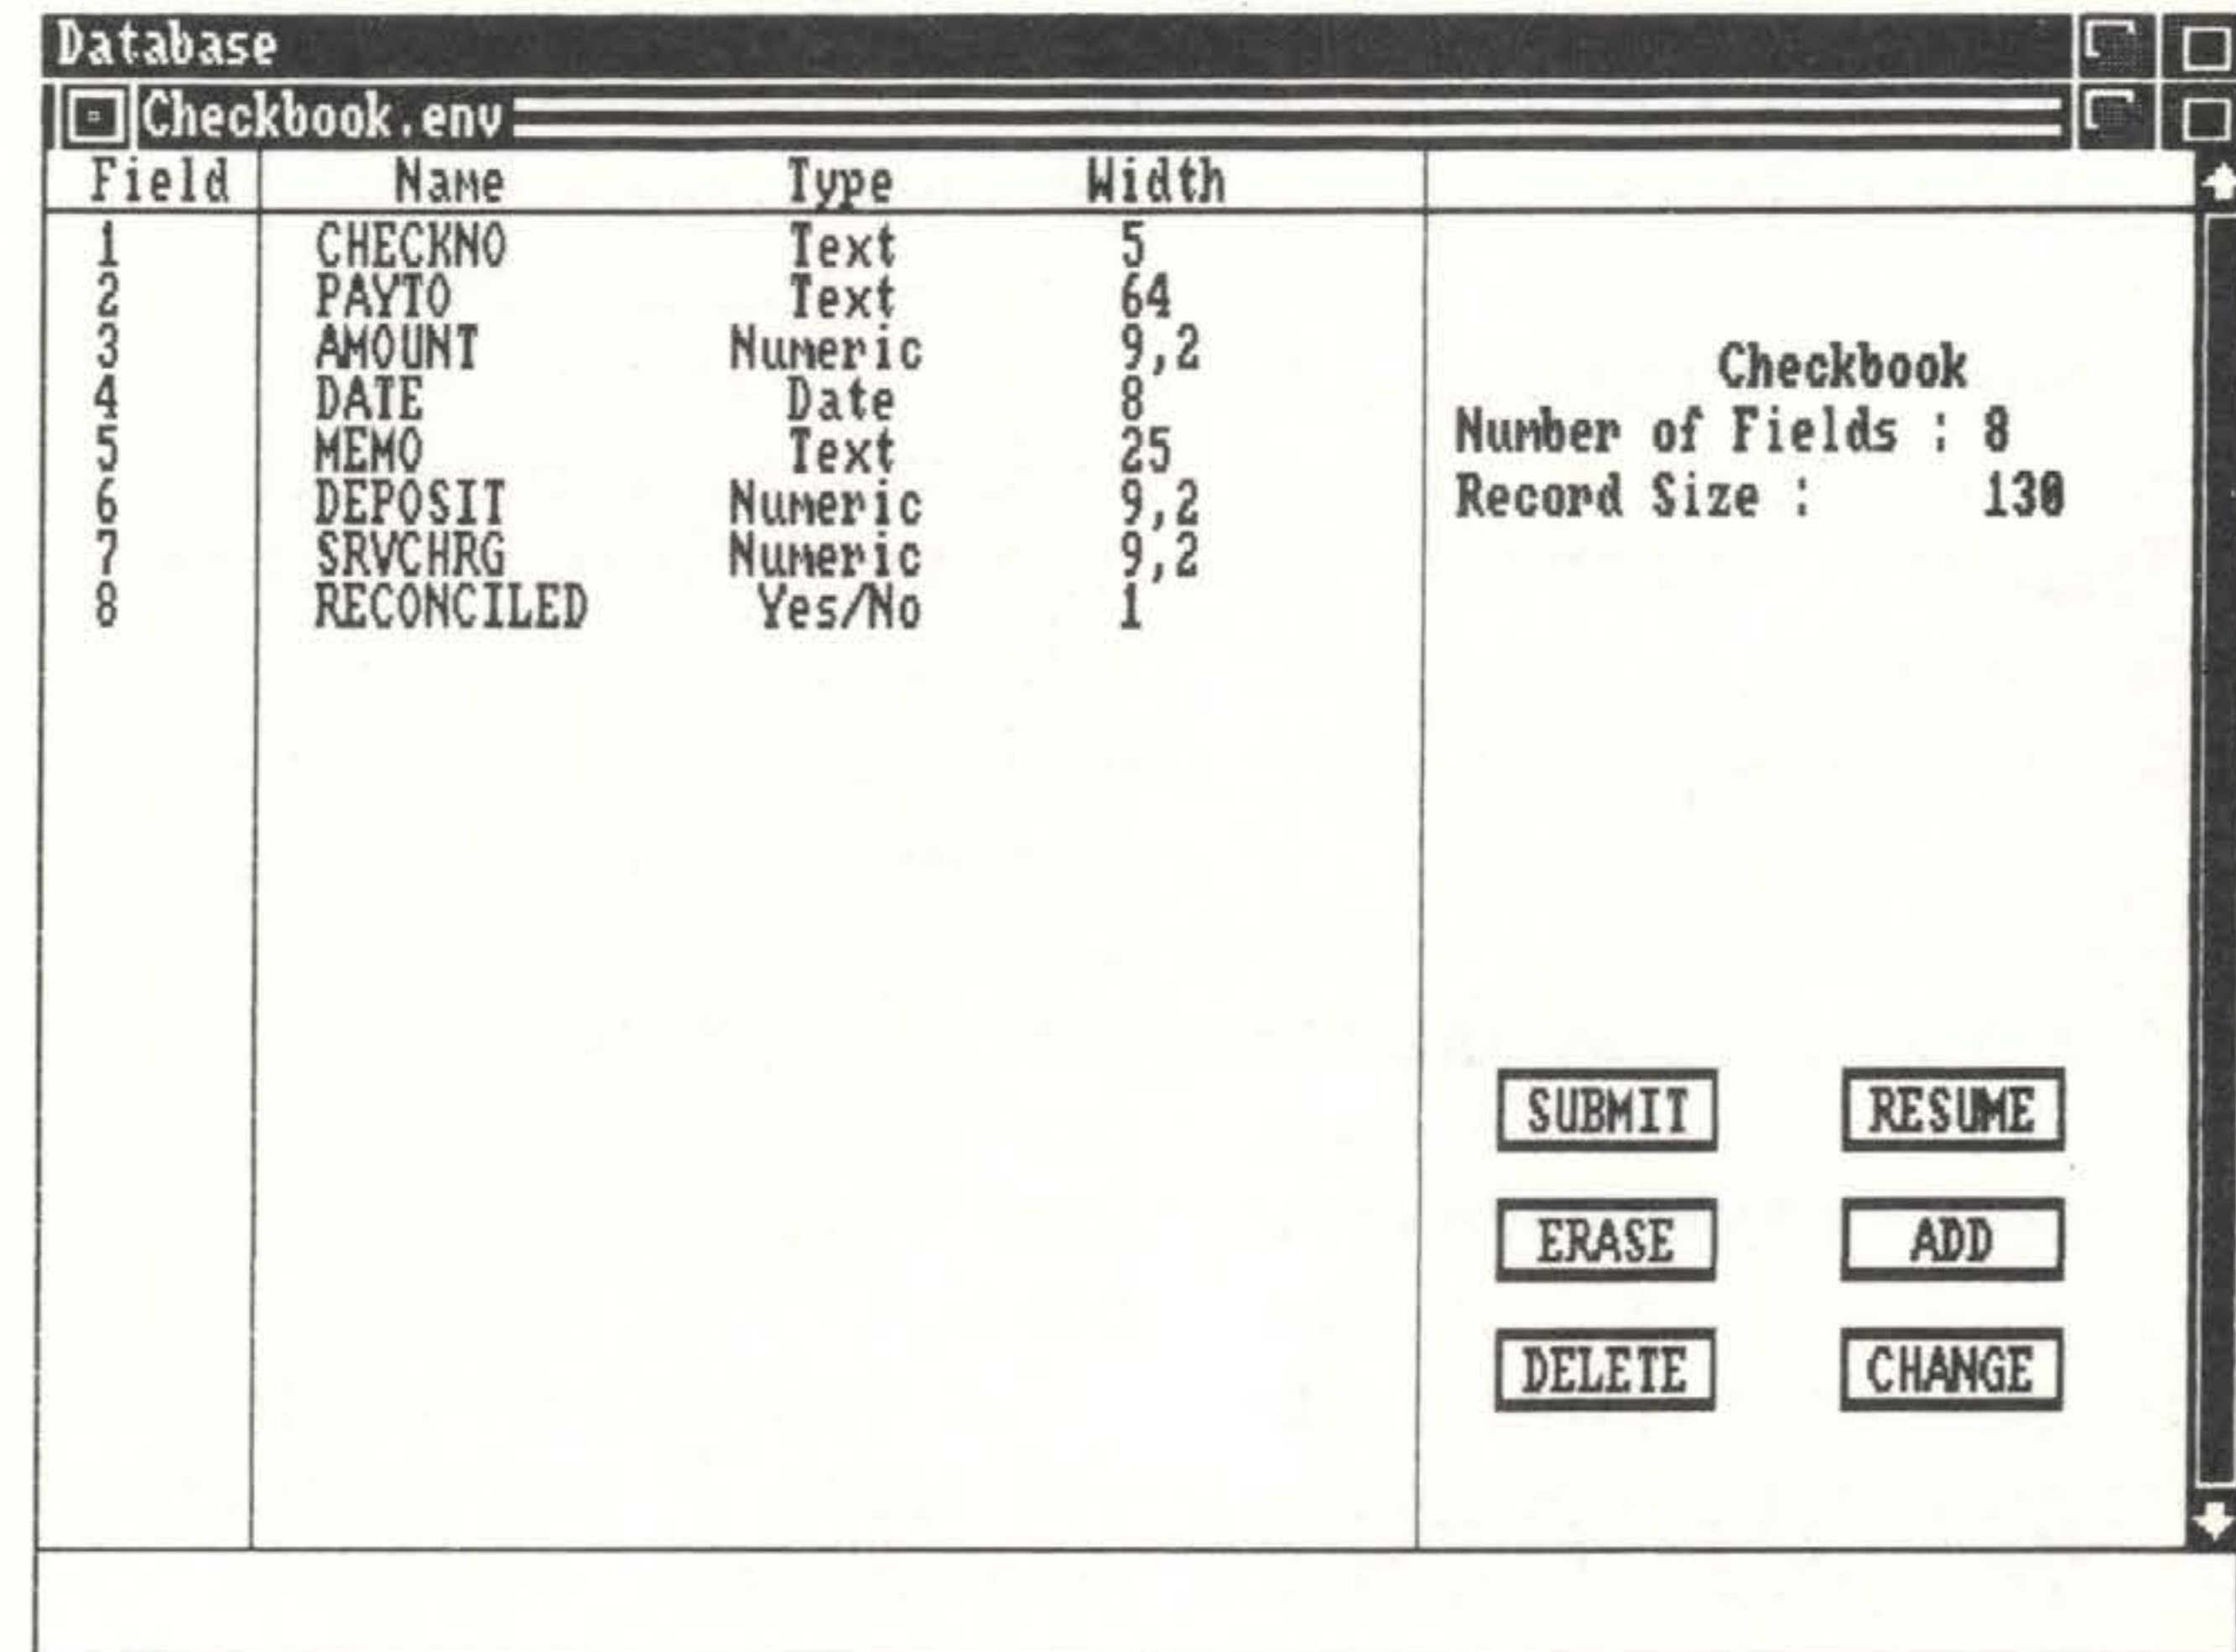 Database
Checkbook.env
Field Name Type Width
1 CHECKNO Text 5
2 PAYTO Text 64
3 AMOUNT Numeric 9,2
4 DATE Date 8
5 MEMO Text 25
6 DEPOSIT Numeric 9,2
7 SRVCHRG Numeric 9,2
8 RECONCILED Yes/No 1
Checkbook
Number of Fields : 8
Record Size : 130
SUBMIT RESUME
ERASE ADD
DELETE CHANGE